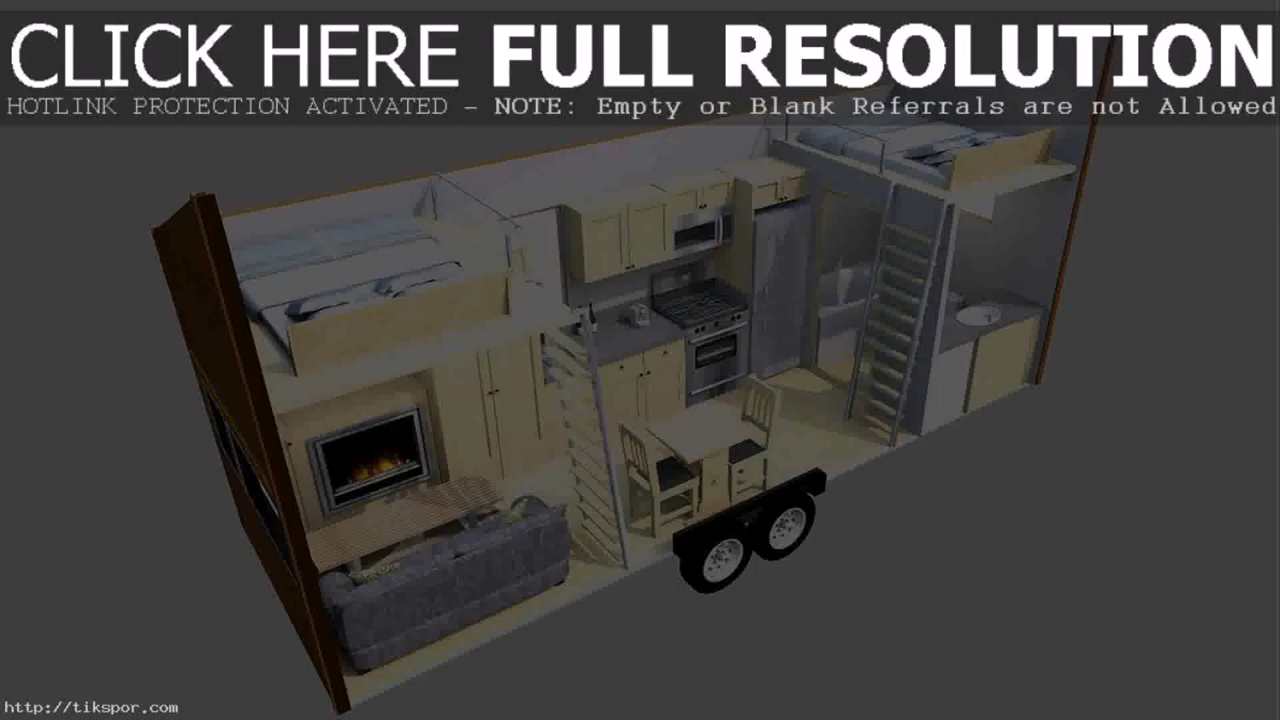 CLICK HERE FULL RESOLUTION
HOTLINK PROTECTION ACTIVATED – NOTE: Empty or Blank Referrals are not Allowed
http://tikspor.com